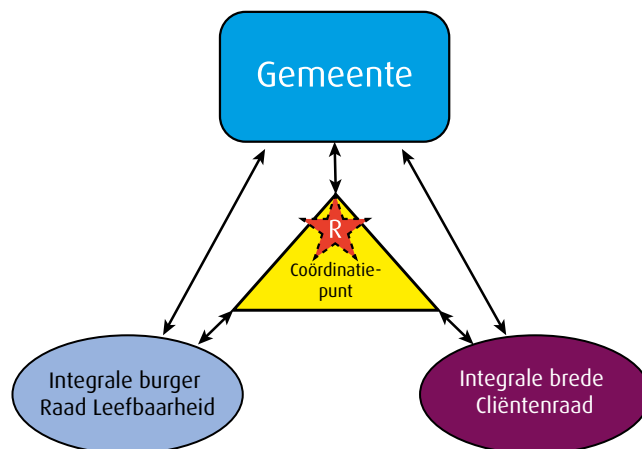 Gemeente
R
Coördinatie-
punt
Integrale burger
Raad Leefbaarheid
Integrale brede
Cliëntenraad